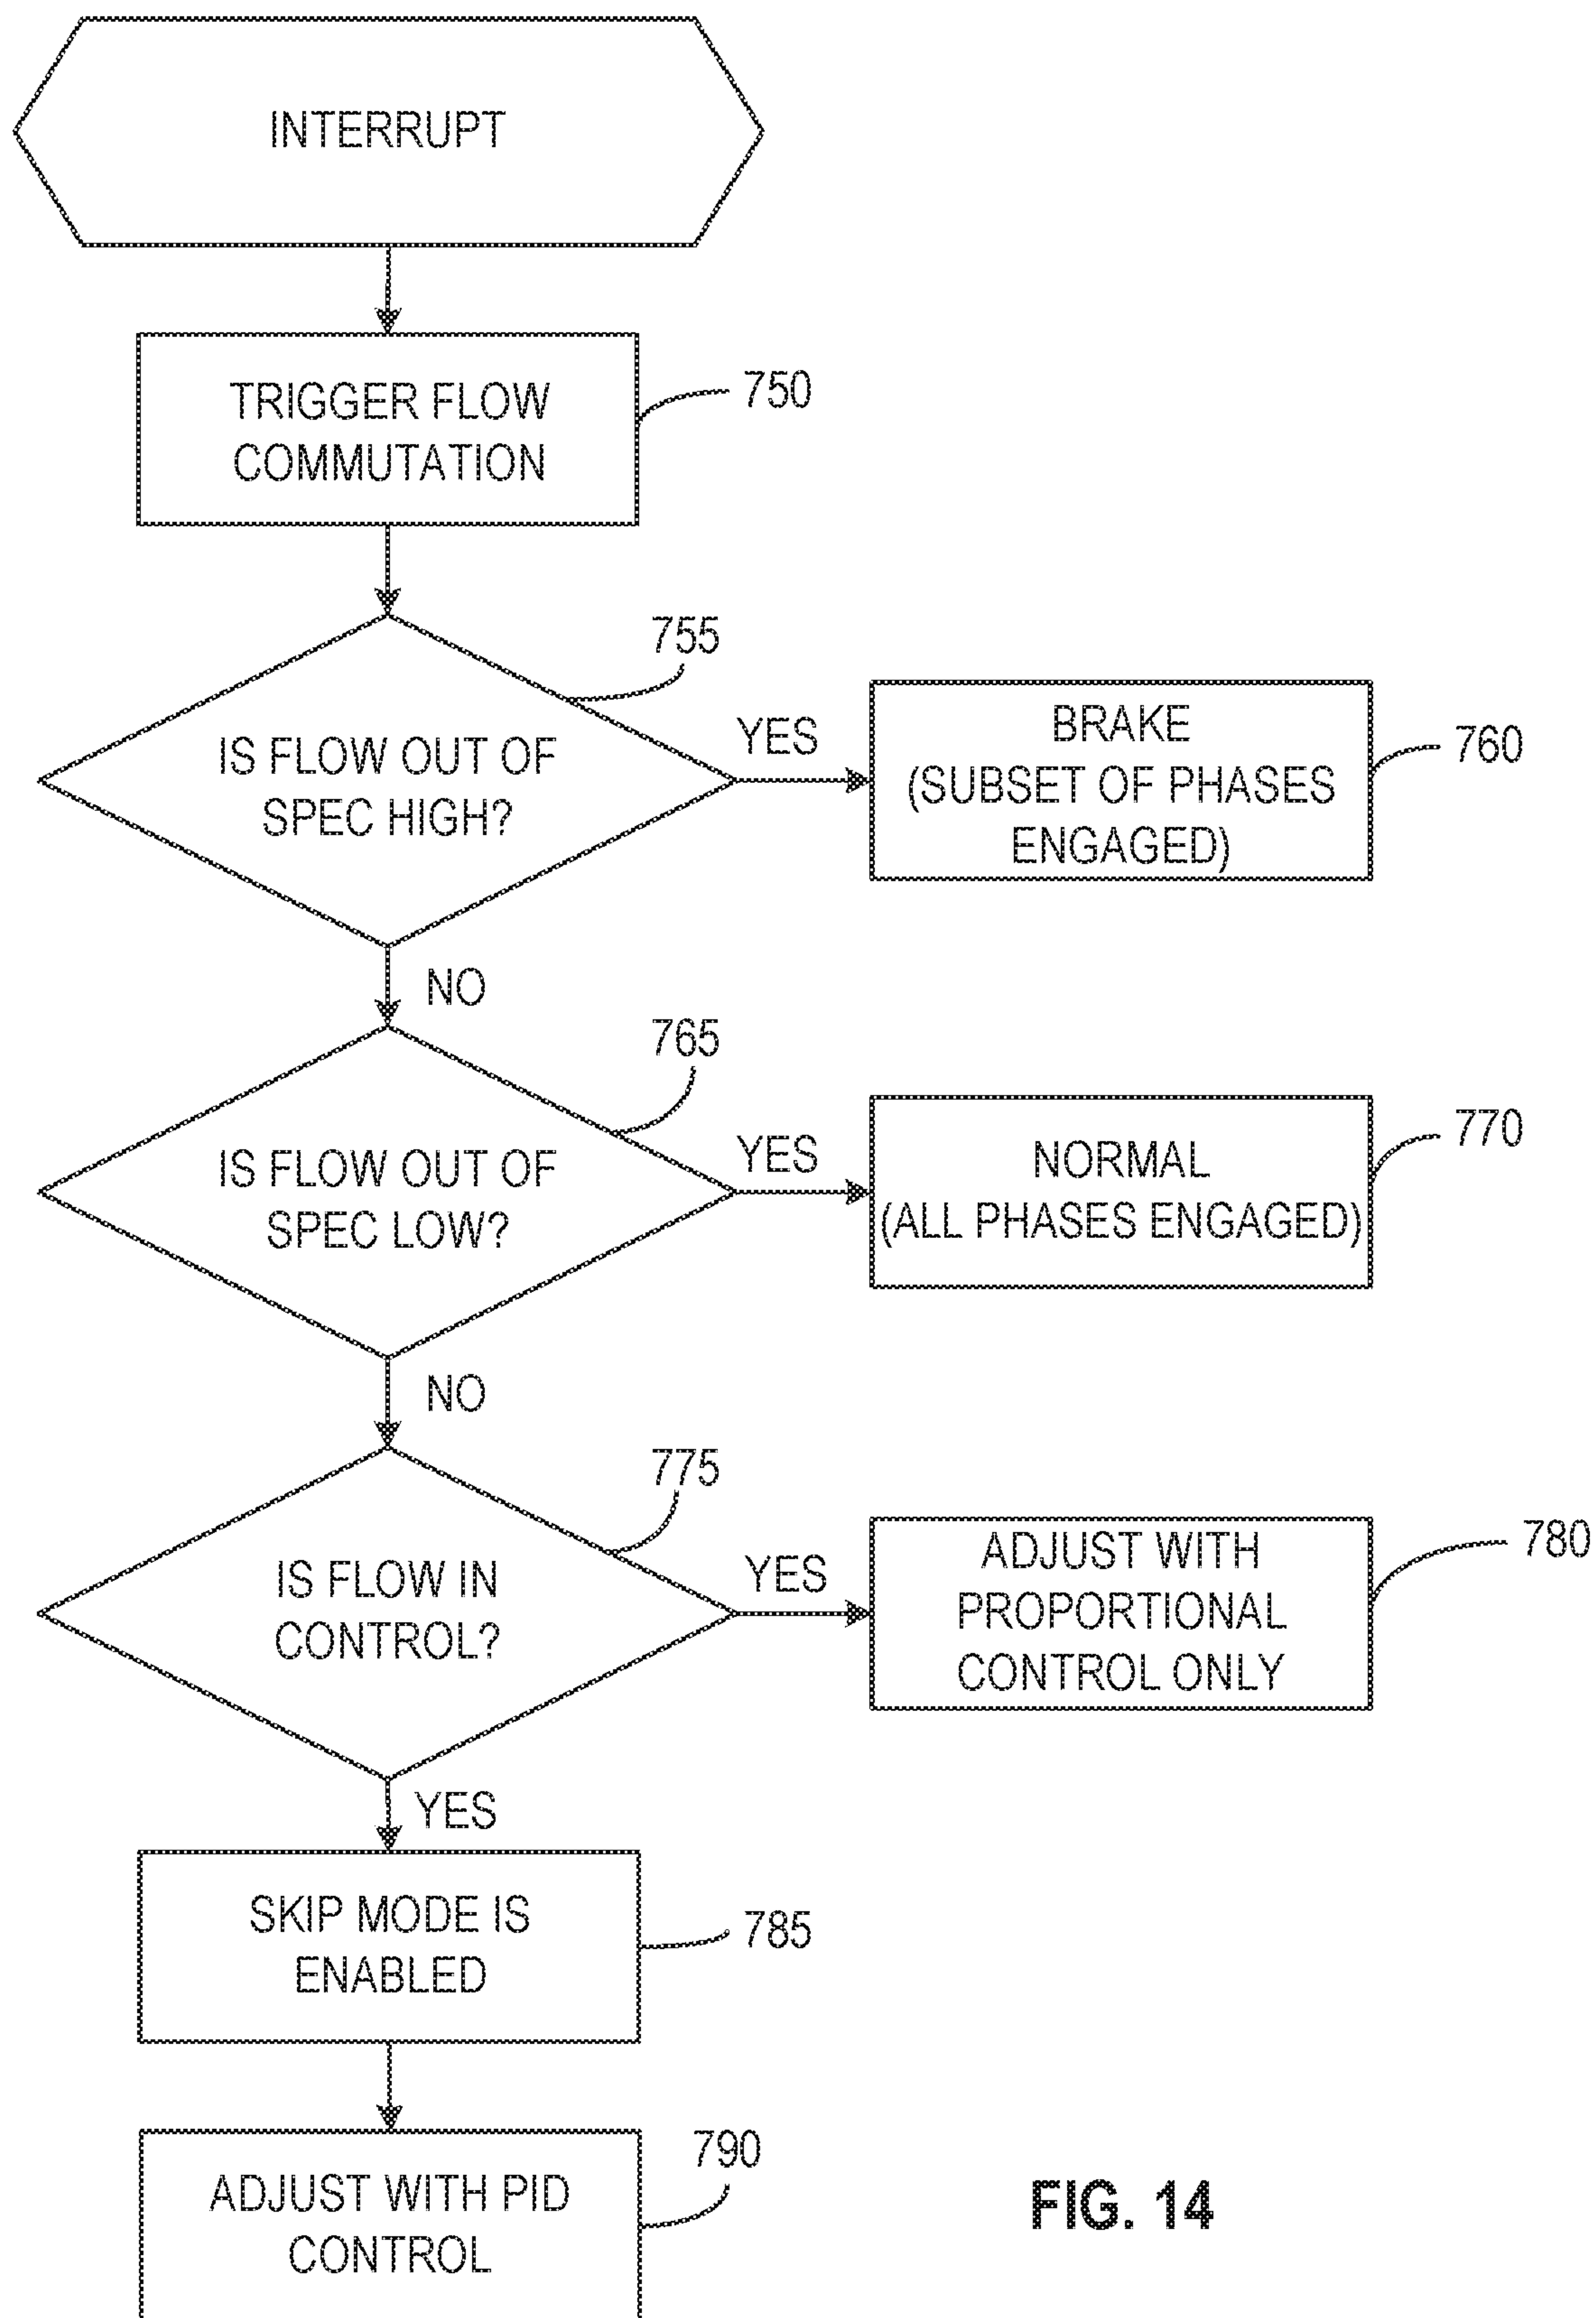 INTERRUPT
TRIGGER FLOW
COMMUTATION
750
755
IS FLOW OUT OF
SPEC HIGH?
YES
BRAKE
(SUBSET OF PHASES
ENGAGED)
760
NO
765
IS FLOW OUT OF
SPEC LOW?
YES
NORMAL
(ALL PHASES ENGAGED)
770
NO
775
IS FLOW IN
CONTROL?
YES
ADJUST WITH
PROPORTIONAL
CONTROL ONLY
780
YES
SKIP MODE IS
ENABLED
785
790
ADJUST WITH PID
CONTROL
FIG. 14